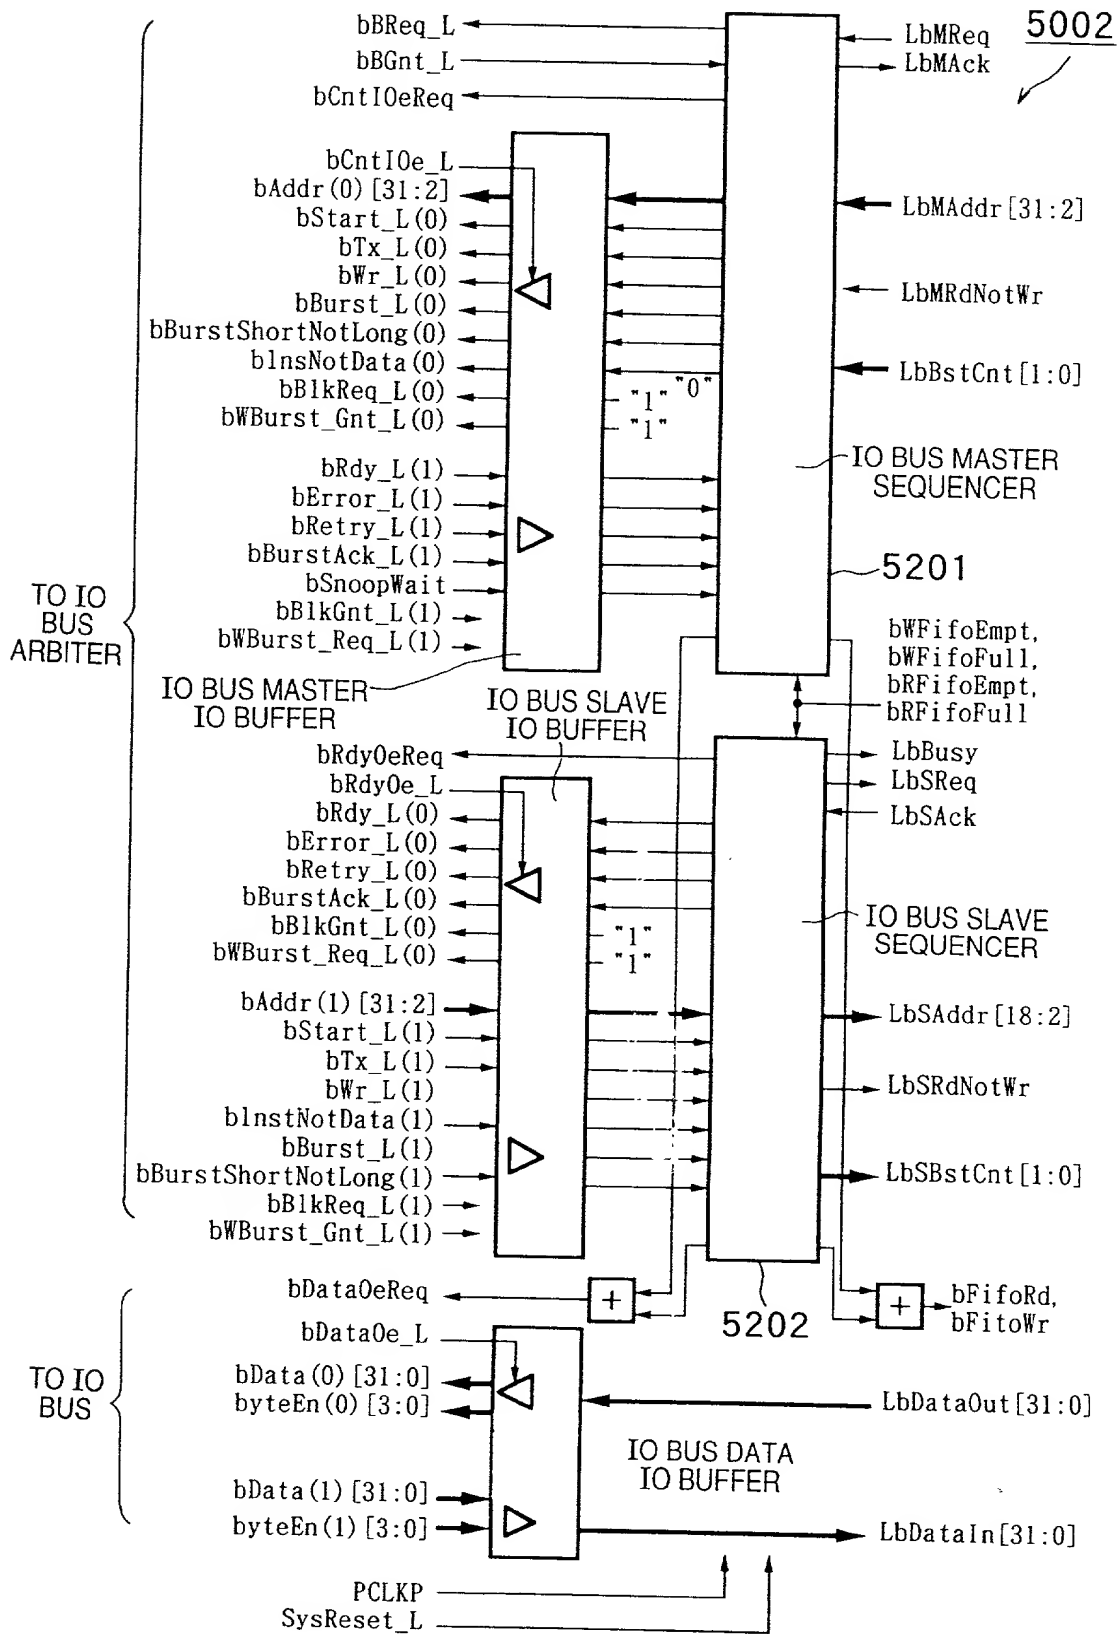 5002
bBReq_L
bBGnt_L
bCntIOeReq
LbMReq
LbMAck
bCntIOe_L
bAddr(0)[31:2]
bStart_L(0)
bTx_L(0)
bWr_L(0)
bBurst_L(0)
bBurstShortNotLong(0)
bInsNotData(0)
bBlkReq_L(0)
bWBurst_Gnt_L(0)
"0"
"1"
"1"
LbMAddr[31:2]
LbMRdNotWr
LbBstCnt[1:0]
bRdy_L(1)
bError_L(1)
bRetry_L(1)
bBurstAck_L(1)
bSnoopWait
bBlkGnt_L(1)
bWBurst_Req_L(1)
IO BUS MASTER
SEQUENCER
5201
TO IO
BUS
ARBITER
IO BUS MASTER
IO BUFFER
IO BUS SLAVE
IO BUFFER
bWFifoEmpt,
bWFifoFull,
bRFifoEmpt,
bRFifoFull
bRdyOeReq
bRdyOe_L
bRdy_L(0)
bError_L(0)
bRetry_L(0)
bBurstAck_L(0)
bBlkGnt_L(0)
bWBurst_Req_L(0)
"1"
"1"
LbBusy
LbSReq
LbSAck
IO BUS SLAVE
SEQUENCER
bAddr(1)[31:2]
bStart_L(1)
bTx_L(1)
bWr_L(1)
bInstNotData(1)
bBurst_L(1)
bBurstShortNotLong(1)
bBlkReq_L(1)
bWBurst_Gnt_L(1)
LbSAddr[18:2]
LbSRdNotWr
LbSBstCnt[1:0]
5202
bDataOeReq
+
+
bFifoRd,
bFitoWr
TO IO
BUS
bDataOe_L
bData(0)[31:0]
byteEn(0)[3:0]
bData(1)[31:0]
byteEn(1)[3:0]
LbDataOut[31:0]
IO BUS DATA
IO BUFFER
LbDataIn[31:0]
PCLKP
SysReset_L